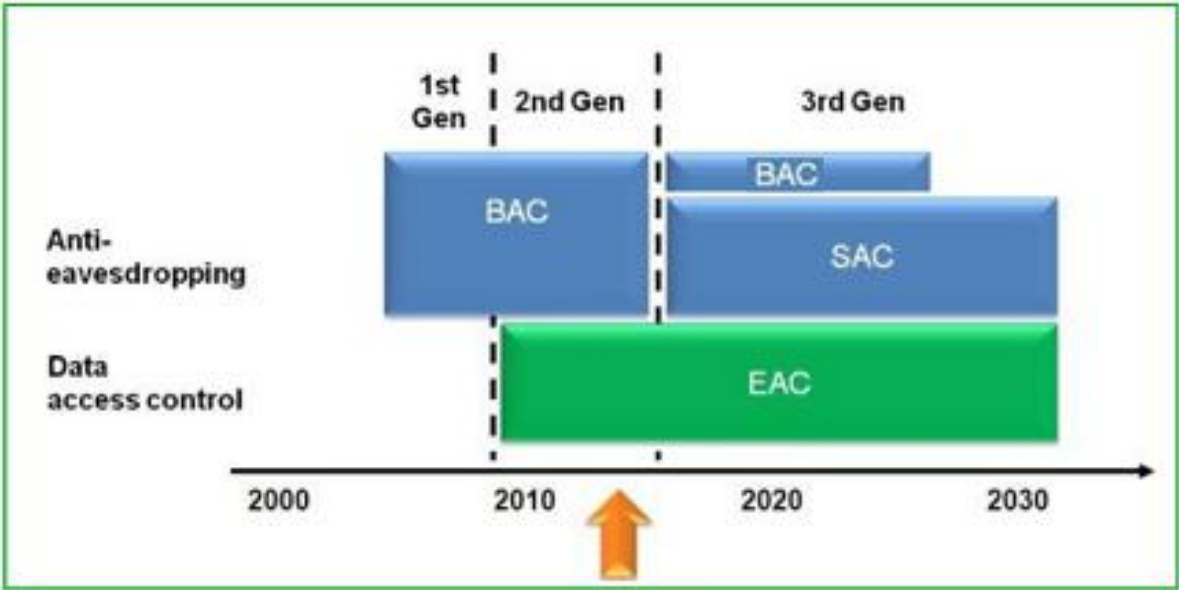 1st
Gen
2nd Gen
3rd Gen
BAC
BAC
SAC
Anti-
eavesdropping
Data
access control
EAC
2000
2010
2020
2030